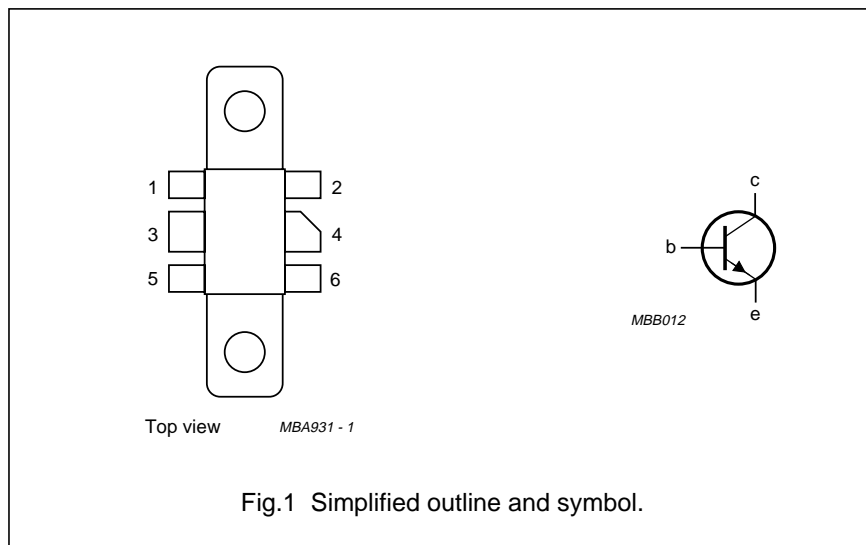 1 2
3 4
5 6
c
b
e
MBB012
Top view MBA931 - 1
Fig.1 Simplified outline and symbol.